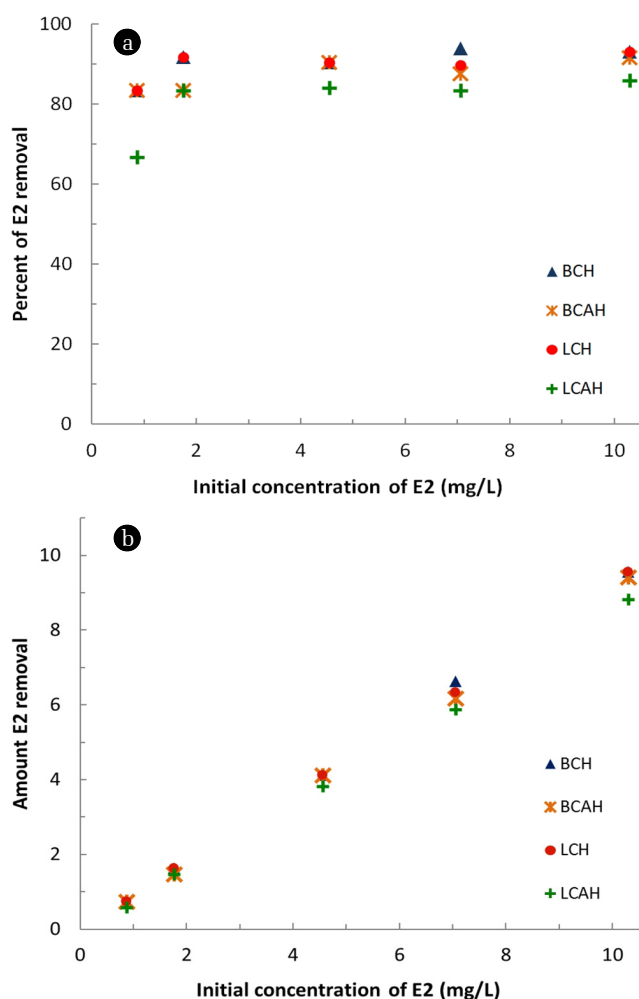 a
100
80
60
40
20
0
Percent of E2 removal
BCH
BCAH
LCH
LCAH
0 2 4 6 8 10
Initial concentration of E2 (mg/L)
b
10
8
6
4
2
0
Amount E2 removal
BCH
BCAH
LCH
LCAH
0 2 4 6 8 10
Initial concentration of E2 (mg/L)